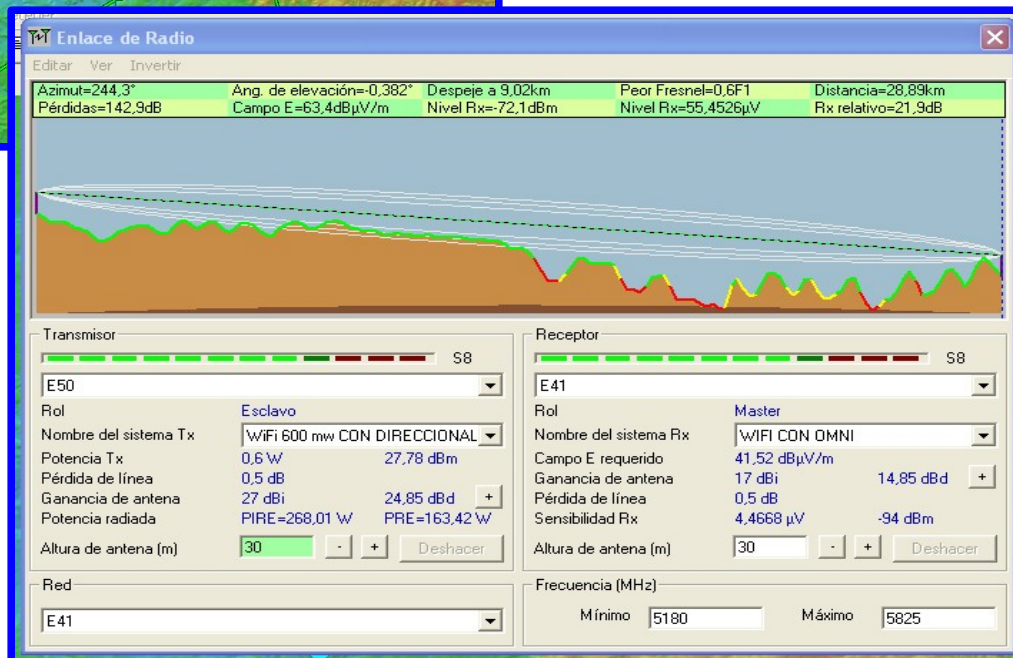 Enlace de Radio
Editar Ver Invertir
Azimut=244,3° Ang. de elevación=-0,382° Despeje a 9,02km Peor Fresnel=0,6F1 Distancia=28,89km
Pérdidas=142,9dB Campo E=63,4dBµV/m Nivel Rx=-72,1dBm Nivel Rx=55,4526µV Rx relativo=21,9dB
Transmisor
S8
E50
Rol Esclavo
Nombre del sistema Tx WiFi 600 mw CON DIRECCIONAL
Potencia Tx 0,6 W 27,78 dBm
Pérdida de línea 0,5 dB
Ganancia de antena 27 dBi 24,85 dBd +
Potencia radiada PIRE=268,01 W PRE=163,42 W
Altura de antena (m) 30 - + Deshacer
Red
E41
Receptor
S8
E41
Rol Master
Nombre del sistema Rx WIFI CON OMNI
Campo E requerido 41,52 dBµV/m
Ganancia de antena 17 dBi 14,85 dBd +
Pérdida de línea 0,5 dB
Sensibilidad Rx 4,4668 µV -94 dBm
Altura de antena (m) 30 - + Deshacer
Frecuencia (MHz)
Mínimo 5180 Máximo 5825